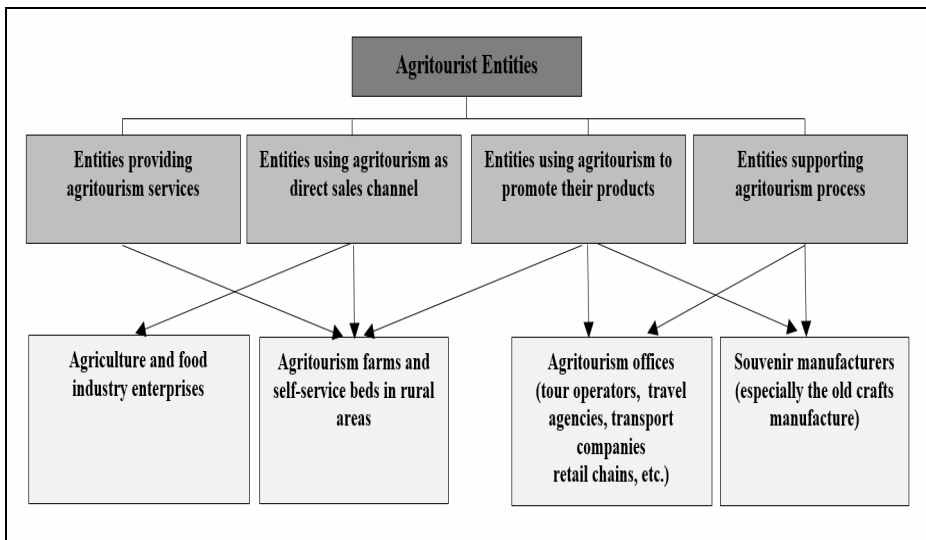 Agritourist Entities
Entities providing
agritourism services
Entities using agritourism as
direct sales channel
Entities using agritourism to
promote their products
Entities supporting
agritourism process
Agriculture and food
industry enterprises
Agritourism farms and
self-service beds in rural
areas
Agritourism offices
(tour operators, travel
agencies, transport
companies
retail chains, etc.)
Souvenir manufacturers
(especially the old crafts
manufacture)